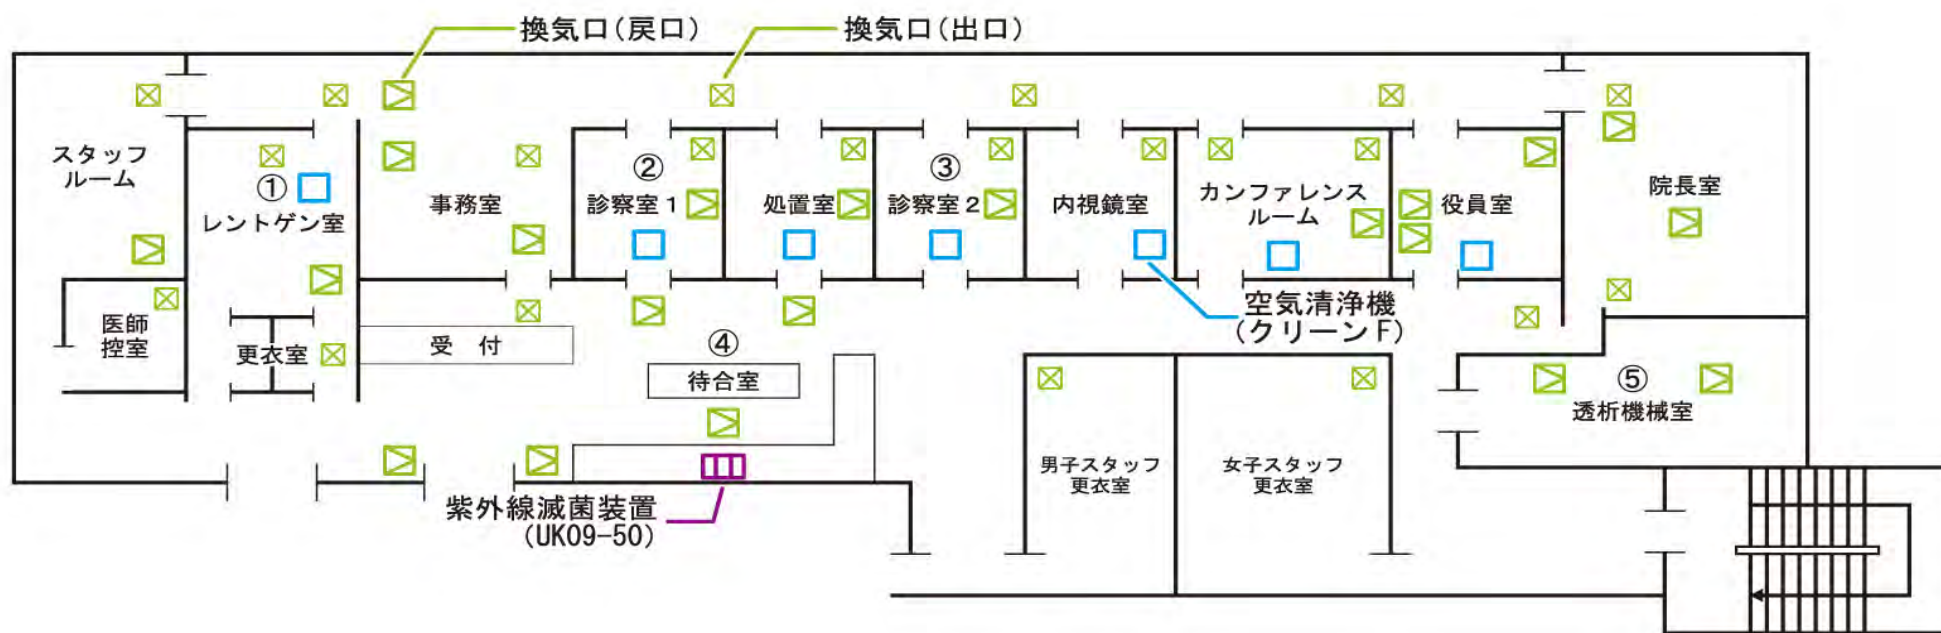 換気口(戻口)
換気口(出口)
スタッフ
ルーム
①
レントゲン室
事務室
②
診察室1
処置室
③
診察室2
内視鏡室
カンファレンス
ルーム
役員室
院長室
医師
控室
更衣室
受 付
④
待合室
空気清浄機
(クリーンF)
⑤
透析機械室
男子スタッフ
更衣室
女子スタッフ
更衣室
紫外線滅菌装置
(UK09-50)